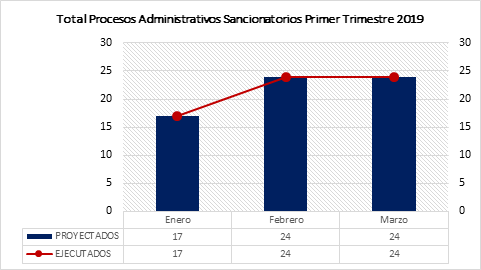 Total Procesos Administrativos Sancionatorios Primer Trimestre 2019
30 30
25 25
20 20
15 15
10 10
5 5
0 0
Enero Febrero Marzo
PROYECTADOS 17 24 24
EJECUTADOS 17 24 24